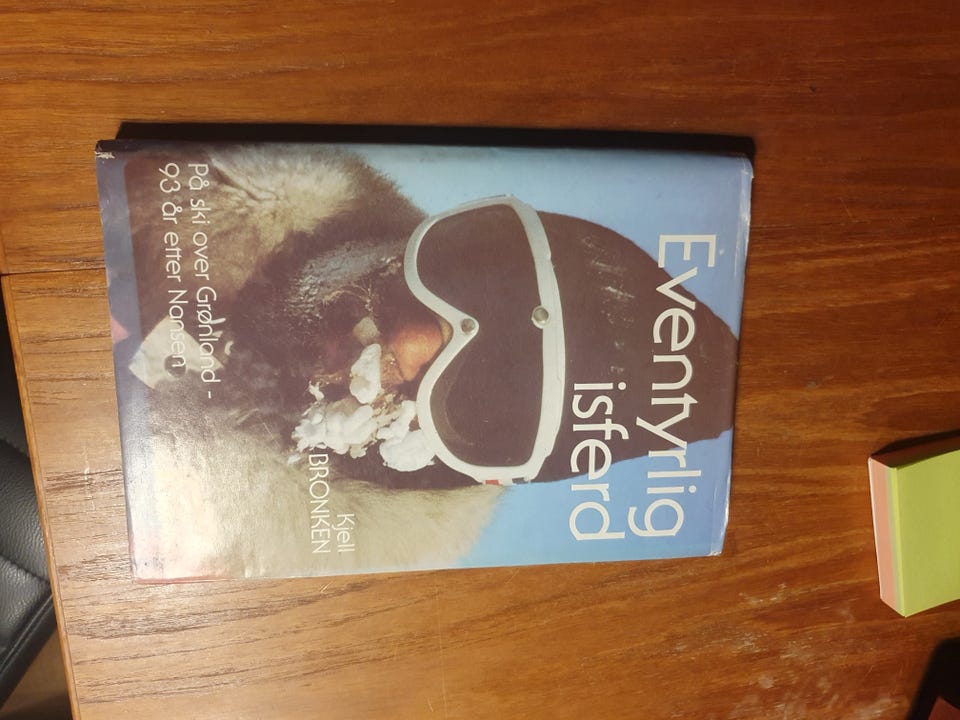 Eventyrlig
isferd
Kjell
BRONKEN
På ski over Grønland -
93 år etter Nansen